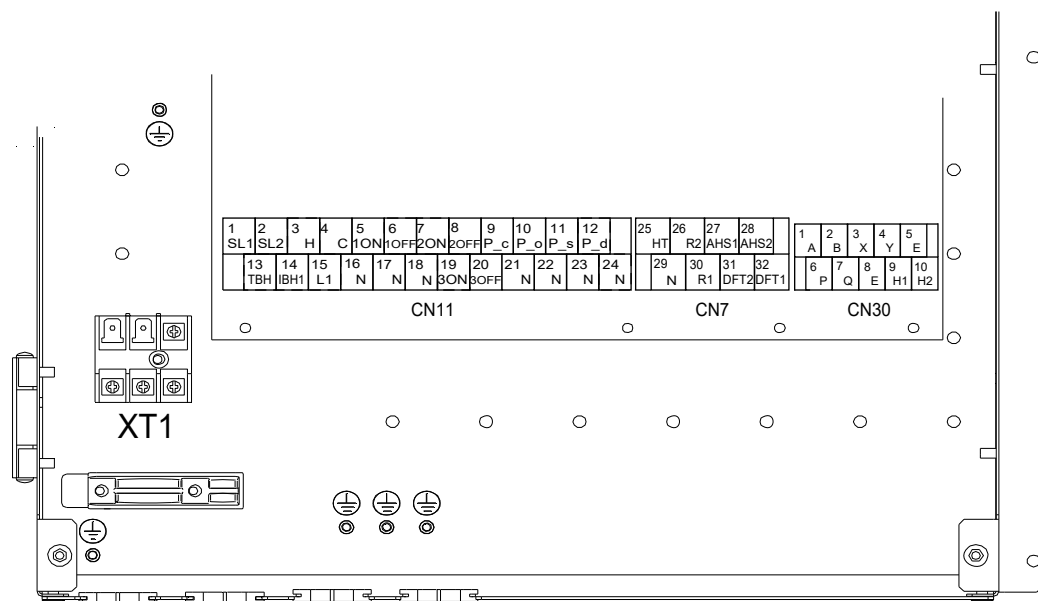 1 2 3 4 5 6 7 8 9 10 11 12
SL1 SL2 H C 1ON 1OFF 2ON 2OFF P_c P_o P_s P_d
13 14 15 16 17 18 19 20 21 22 23 24
TBH IBH1 L1 N N N 3ON 3OFF N N N N
CN11
25 26 27 28
HT R2 AHS1 AHS2
29 30 31 32
N R1 DFT2 DFT1
CN7
1 2 3 4 5
A B X Y E
6 7 8 9 10
P Q E H1 H2
CN30
XT1